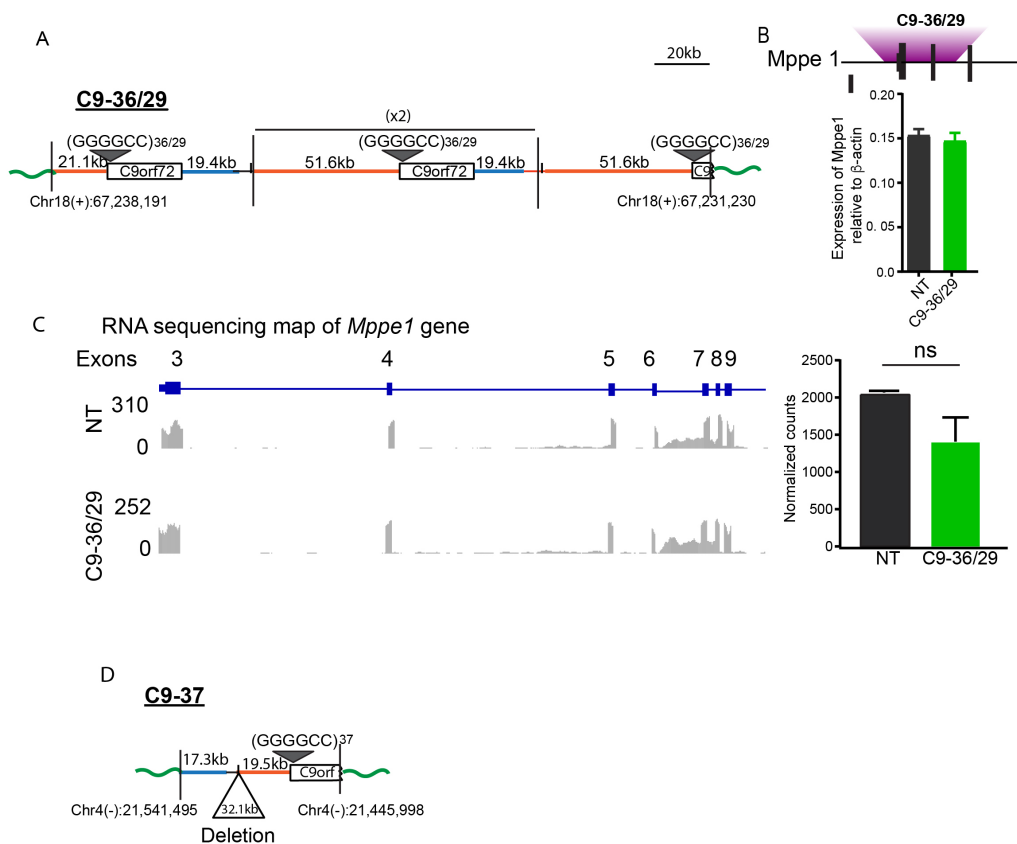 A
20kb
C9-36/29
(x2)
(GGGGCC)36/29
(GGGGCC)36/29
(GGGGCC)36/29
21.1kb
19.4kb
51.6kb
19.4kb
51.6kb
C9orf72
C9orf72
C9
Chr18(+):67,238,191
Chr18(+):67,231,230
B
C9-36/29
Mppe 1
Expression of Mppe1
relative to β-actin
0.20
0.15
0.10
0. 05
0.0
NT
C9-36/29
C
RNA sequencing map of Mppe1 gene
Exons 3 4 5 6 7 8 9
NT
310
0
C9-36/29
252
0
ns
Normalized counts
2500
2000
1500
1000
500
0
NT
C9-36/29
D
C9-37
(GGGGCC)37
17.3kb
19.5kb
C9orf
32.1kb
Chr4(-):21,541,495
Chr4(-):21,445,998
Deletion